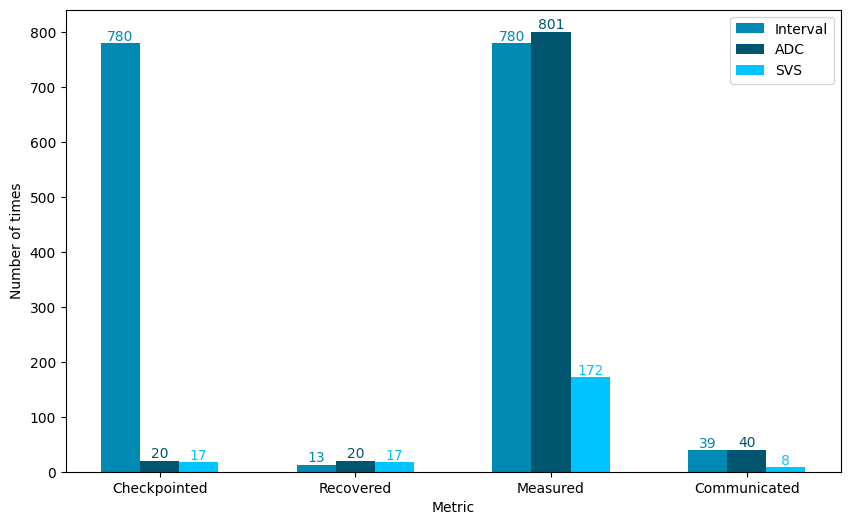 Interval
ADC
SVS
Number of times
800
700
600
500
400
300
200
100
0
780
20
17
13
20
17
780
801
172
39
40
8
Checkpointed
Recovered
Measured
Communicated
Metric